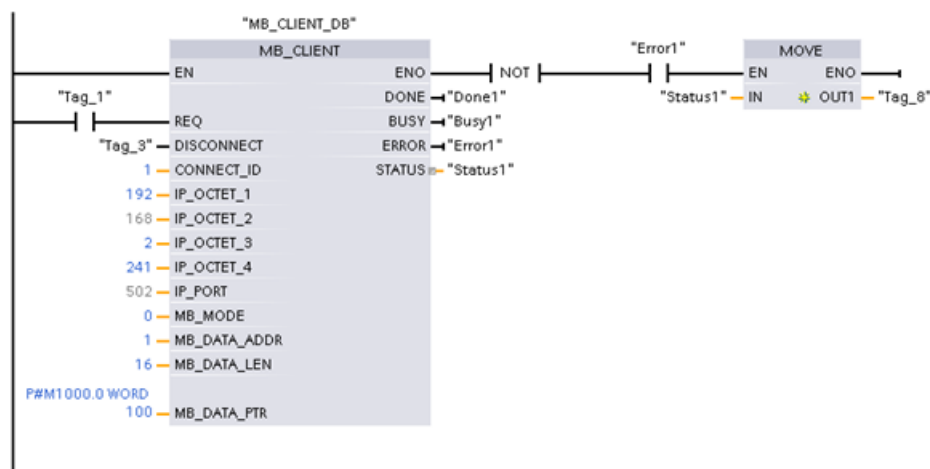 "MB_CLIENT_DB"
MB_CLIENT "Error1" MOVE
EN ENO NOT EN ENO
"Tag_1" DONE "Done1" "Status1" IN OUT1 "Tag_8"
REQ BUSY "Busy1"
"Tag_3" DISCONNECT ERROR "Error1"
1 CONNECT_ID STATUS "Status1"
192 IP_OCTET_1
168 IP_OCTET_2
2 IP_OCTET_3
241 IP_OCTET_4
502 IP_PORT
0 MB_MODE
1 MB_DATA_ADDR
16 MB_DATA_LEN
P#M1000.0 WORD
100 MB_DATA_PTR